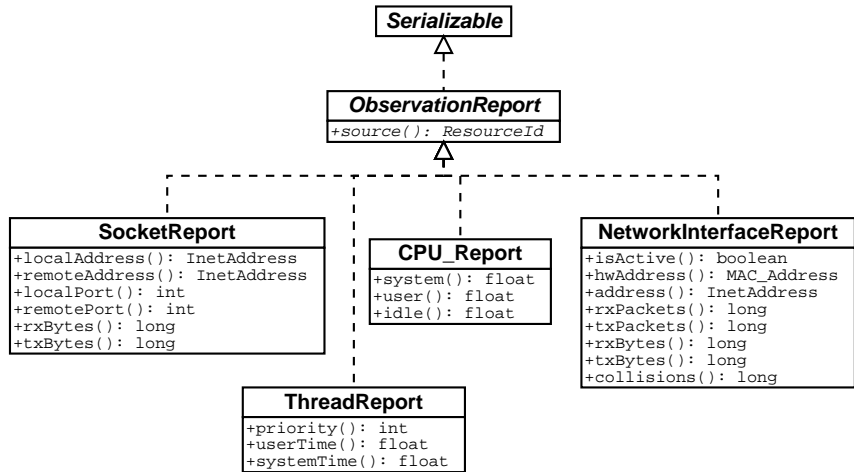 Serializable
ObservationReport
+source(): ResourceId
SocketReport
+localAddress(): InetAddress
+remoteAddress(): InetAddress
+localPort(): int
+remotePort(): int
+rxBytes(): long
+txBytes(): long
CPU_Report
+system(): float
+user(): float
+idle(): float
NetworkInterfaceReport
+isActive(): boolean
+hwAddress(): MAC_Address
+address(): InetAddress
+rxPackets(): long
+txPackets(): long
+rxBytes(): long
+txBytes(): long
+collisions(): long
ThreadReport
+priority(): int
+userTime(): float
+systemTime(): float